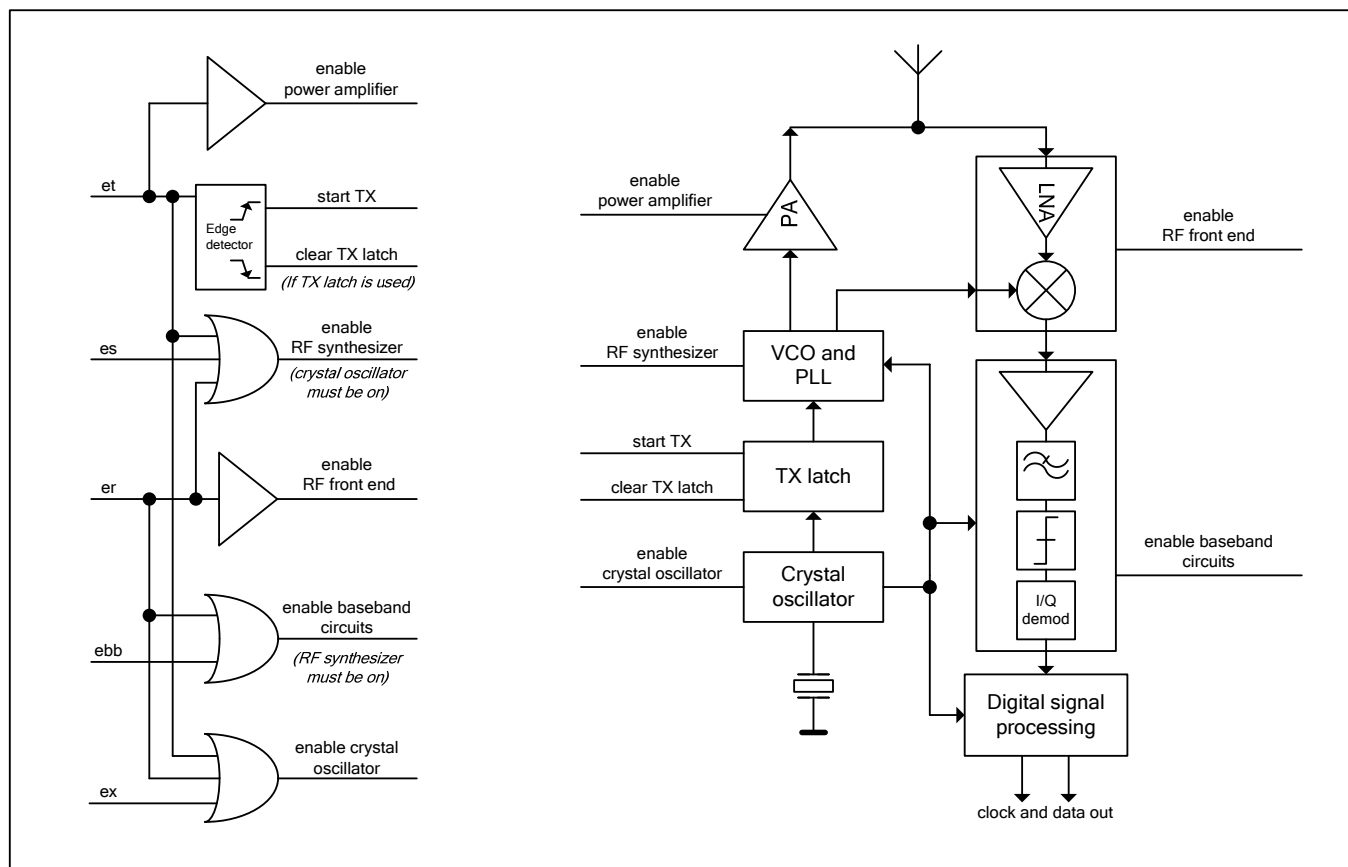 enable
power amplifier
et
Edge
detector
start TX
clear TX latch
(If TX latch is used)
es
enable
RF synthesizer
(crystal oscillator
must be on)
er
enable
RF front end
ebb
enable baseband
circuits
(RF synthesizer
must be on)
ex
enable crystal
oscillator
enable
power amplifier
PA
LNA
enable
RF front end
enable
RF synthesizer
VCO and
PLL
start TX
clear TX latch
TX latch
enable
crystal oscillator
Crystal
oscillator
I/Q
demod
enable baseband
circuits
Digital signal
processing
clock and data out